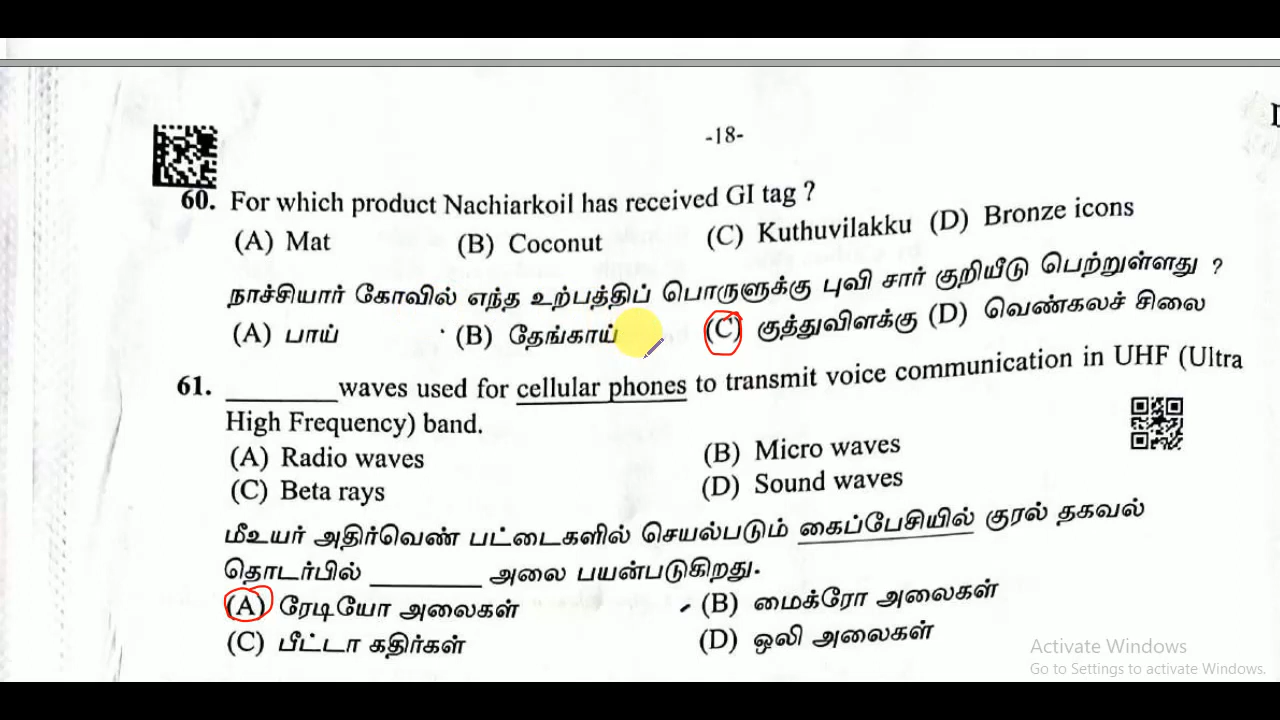 -18-
60. For which product Nachiarkoil has received GI tag ?
(A) Mat (B) Coconut (C) Kuthuvilakku (D) Bronze icons
நாச்சியார் கோவில் எந்த உற்பத்திப் பொருளுக்கு புவி சார் குறியீடு பெற்றுள்ளது ?
(A) பாய் (B) தேங்காய் (C) குத்துவிளக்கு (D) வெண்கலச் சிலை
61. ________ waves used for cellular phones to transmit voice communication in UHF (Ultra
High Frequency) band.
(A) Radio waves (B) Micro waves
(C) Beta rays (D) Sound waves
மீஉயர் அதிர்வெண் பட்டைகளில் செயல்படும் கைப்பேசியில் குரல் தகவல்
தொடர்பில் ________ அலை பயன்படுகிறது.
(A) ரேடியோ அலைகள் (B) மைக்ரோ அலைகள்
(C) பீட்டா கதிர்கள் (D) ஒலி அலைகள்
Activate Windows
Go to Settings to activate Windows.